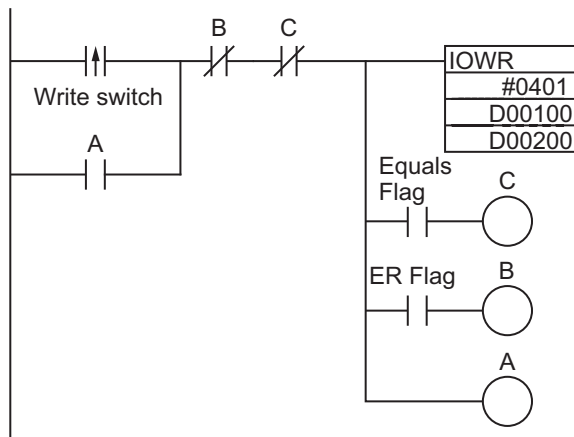 B
C
IOWR
#0401
D00100
D00200
Write switch
A
Equals
Flag
C
ER Flag
B
A